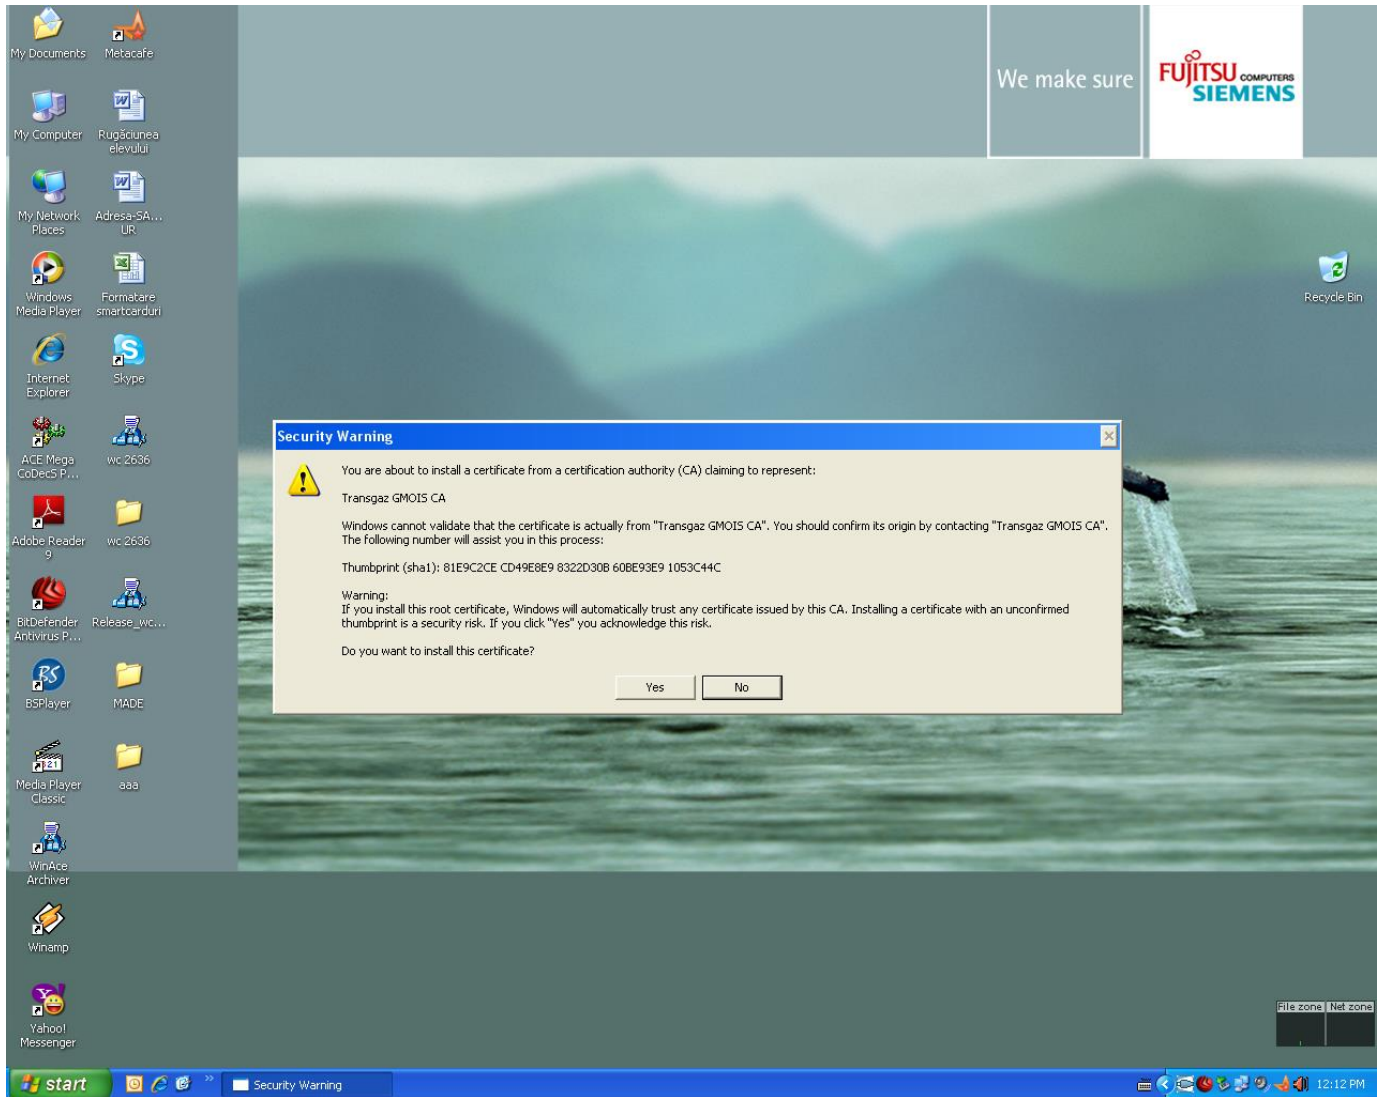 My Documents
Metacafe
My Computer
Rugăciunea
elevului
My Network
Places
Adresa-SA...
UR
Windows
Media Player
Formatare
smartcarduri
Internet
Explorer
Skype
ACE Mega
CoDecS P...
wc 2636
Adobe Reader
9
wc 2636
BitDefender
Antivirus P...
Release_wc...
BSPlayer
MADE
Media Player
Classic
aaa
WinAce
Archiver
Winamp
Yahoo!
Messenger
We make sure
FUJITSU COMPUTERS
SIEMENS
Recycle Bin
Security Warning
You are about to install a certificate from a certification authority (CA) claiming to represent:
Transgaz GMOIS CA
Windows cannot validate that the certificate is actually from "Transgaz GMOIS CA". You should confirm its origin by contacting "Transgaz GMOIS CA".
The following number will assist you in this process:
Thumbprint (sha1): 81E9C2CE CD49E8E9 8322D30B 60BE93E9 1053C44C
Warning:
If you install this root certificate, Windows will automatically trust any certificate issued by this CA. Installing a certificate with an unconfirmed
thumbprint is a security risk. If you click "Yes" you acknowledge this risk.
Do you want to install this certificate?
Yes
No
File zone
Net zone
start
Security Warning
12:12 PM